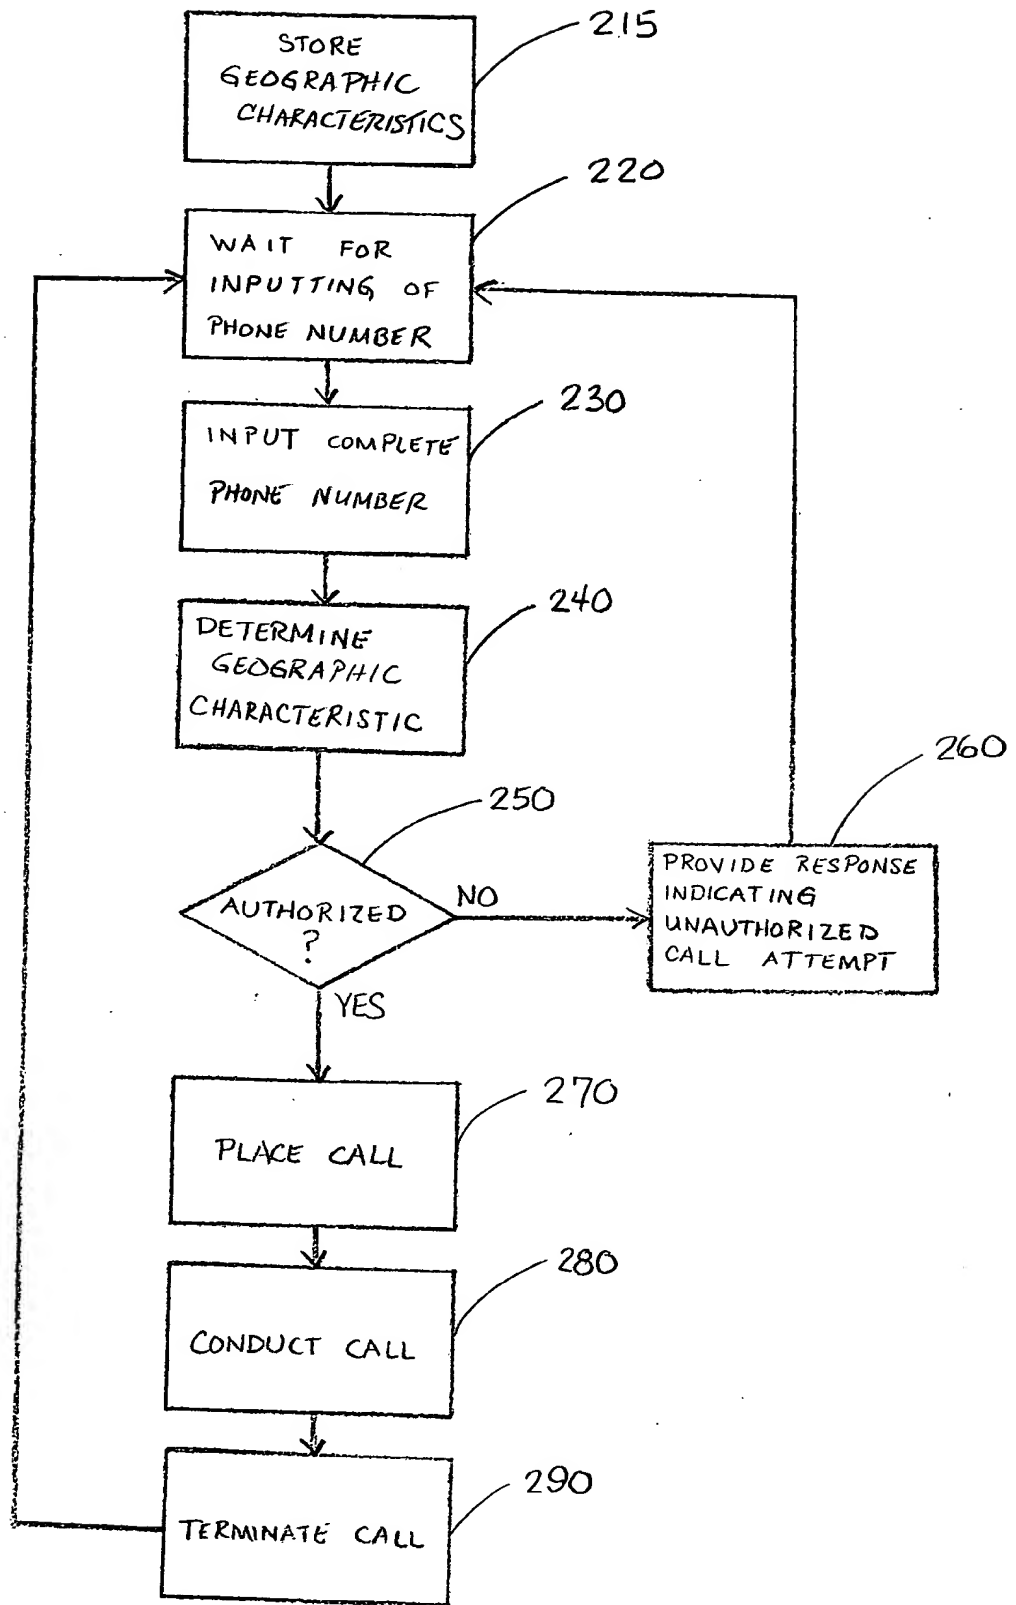 STORE
GEOGRAPHIC
CHARACTERISTICS
215
WAIT FOR
INPUTTING OF
PHONE NUMBER
220
INPUT COMPLETE
PHONE NUMBER
230
DETERMINE
GEOGRAPHIC
CHARACTERISTIC
240
AUTHORIZED
?
250
NO
YES
PROVIDE RESPONSE
INDICATING
UNAUTHORIZED
CALL ATTEMPT
260
PLACE CALL
270
CONDUCT CALL
280
TERMINATE CALL
290